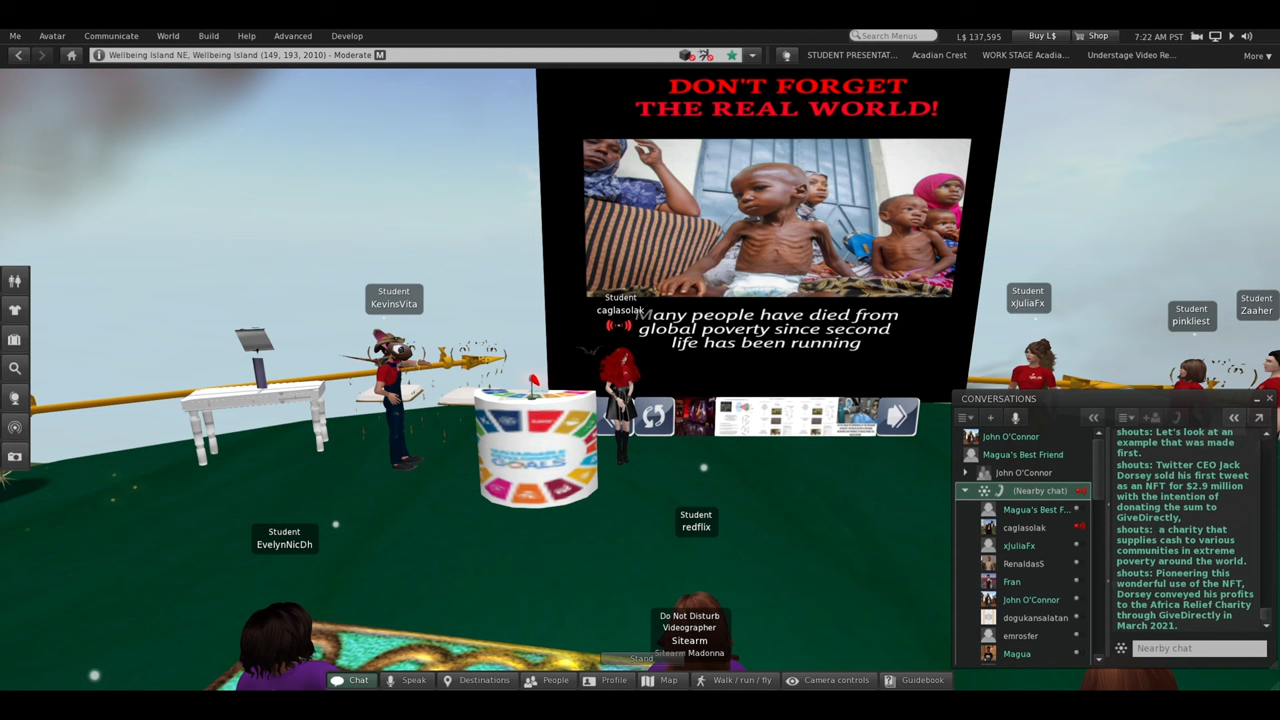 Me Avatar Communicate World Build Help Advanced Develop
Search Menus L$ 137,595 Buy L$ Shop 7:22 AM PST
Wellbeing Island NE, Wellbeing Island (149, 193, 2010) - Moderate M
STUDENT PRESENTAT... Acadian Crest WORK STAGE Acadia... Understage Video Re... More ▼
DON'T FORGET
THE REAL WORLD!
Student
KevinsVita
Student
caglasolak
Many people have died from
global poverty since second
life has been running
Student
xJuliaFx
Student
pinkliest
Student
Zaaher
GOALS
Student
EvelynNicDh
Student
redflix
Do Not Disturb
Videographer
Sitearm
Sitearm Madonna
Stand
CONVERSATIONS
John O'Connor
Magua's Best Friend
John O'Connor
(Nearby chat)
Magua's Best F...
caglasolak
xJuliaFx
RenaldasS
Fran
John O'Connor
dogukansalatan
emrosfer
Magua
shouts: Let's look at an
example that was made
first.
shouts: Twitter CEO Jack
Dorsey sold his first tweet
as an NFT for $2.9 million
with the intention of
donating the sum to
GiveDirectly,
shouts: a charity that
supplies cash to various
communities in extreme
poverty around the world.
shouts: Pioneering this
wonderful use of the NFT,
Dorsey conveyed his profits
to the Africa Relief Charity
through GiveDirectly in
March 2021.
Nearby chat
Chat Speak Destinations People Profile Map Walk / run / fly Camera controls Guidebook